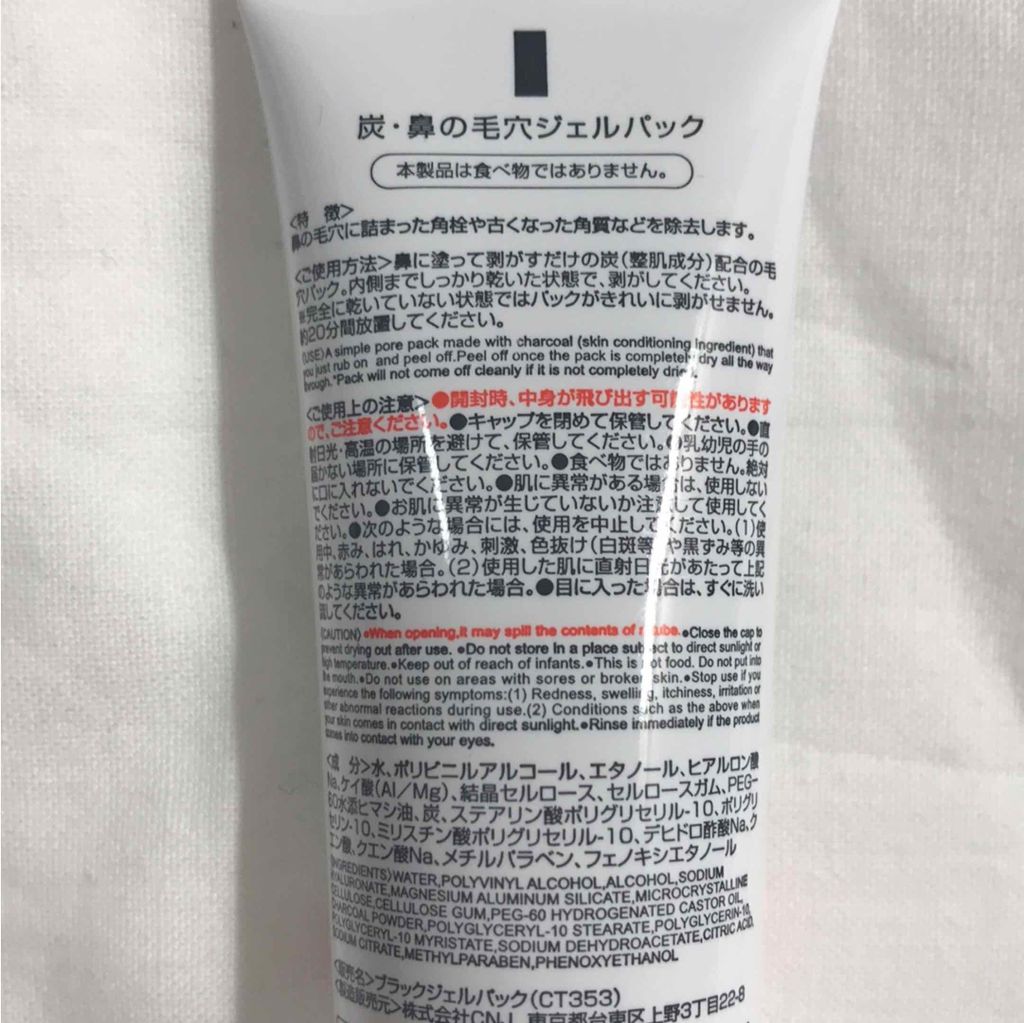 炭・鼻の毛穴ジェルパック
本製品は食べ物ではありません。
<特 徴>
鼻の毛穴に詰まった角栓や古くなった角質などを除去します。
<ご使用方法>鼻に塗って剥がすだけの炭(整肌成分)配合の毛
穴パック。内側までしっかり乾いた状態で、剥がしてください。
※完全に乾いていない状態ではパックがきれいに剥がせません。
約20分間放置してください。
(USE)A simple pore pack made with charcoal (skin conditioning ingredient) that
you just rub on and peel off.Peel off once the pack is completely dry all the way
through.*Pack will not come off cleanly if it is not completely dried.
<ご使用上の注意>●開封時、中身が飛び出す可能性があります
ので、ご注意ください。●キャップを閉めて保管してください。●直
射日光・高温の場所を避けて、保管してください。●乳幼児の手の
届かない場所に保管してください。●食べ物ではありません。絶対
に口に入れないでください。●肌に異常がある場合は、使用しない
でください。●お肌に異常が生じていないか注意して使用してく
ださい。●次のような場合には、使用を中止してください。(1)使
用中、赤み、はれ、かゆみ、刺激、色抜け(白斑等)や黒ずみ等の異
常があらわれた場合。(2)使用した肌に直射日光があたって上記
のような異常があらわれた場合。●目に入った場合は、すぐに洗い
流してください。
(CAUTION)●When opening,it may spill the contents of a tube.●Close the cap to
prevent drying out after use. ●Do not store in a place subject to direct sunlight or
high temperature.●Keep out of reach of infants.●This is not food. Do not put into
the mouth.●Do not use on areas with sores or broken skin.●Stop use if you
experience the following symptoms:(1) Redness, swelling, itchiness, irritation or
other abnormal reactions during use.(2) Conditions such as the above when
your skin comes in contact with direct sunlight.●Rinse immediately if the product
comes into contact with your eyes.
<成 分>水、ポリビニルアルコール、エタノール、ヒアルロン酸
Na、ケイ酸(Al/Mg)、結晶セルロース、セルロースガム、PEG-
60水添ヒマシ油、炭、ステアリン酸ポリグリセリル-10、ポリグリ
セリン-10、ミリスチン酸ポリグリセリル-10、デヒドロ酢酸Na、ク
エン酸、クエン酸Na、メチルパラベン、フェノキシエタノール
(INGREDIENTS)WATER,POLYVINYL ALCOHOL,ALCOHOL,SODIUM
HYALURONATE,MAGNESIUM ALUMINUM SILICATE,MICROCRYSTALLINE
CELLULOSE,CELLULOSE GUM,PEG-60 HYDROGENATED CASTOR OIL,
CHARCOAL POWDER,POLYGLYCERYL-10 STEARATE,POLYGLYCERIN-10,
POLYGLYCERYL-10 MYRISTATE,SODIUM DEHYDROACETATE,CITRIC ACID,
SODIUM CITRATE,METHYLPARABEN,PHENOXYETHANOL
<販売名>ブラックジェルパック(CT353)
<製造販売元>株式会社CNJ 東京都台東区上野3丁目22-8